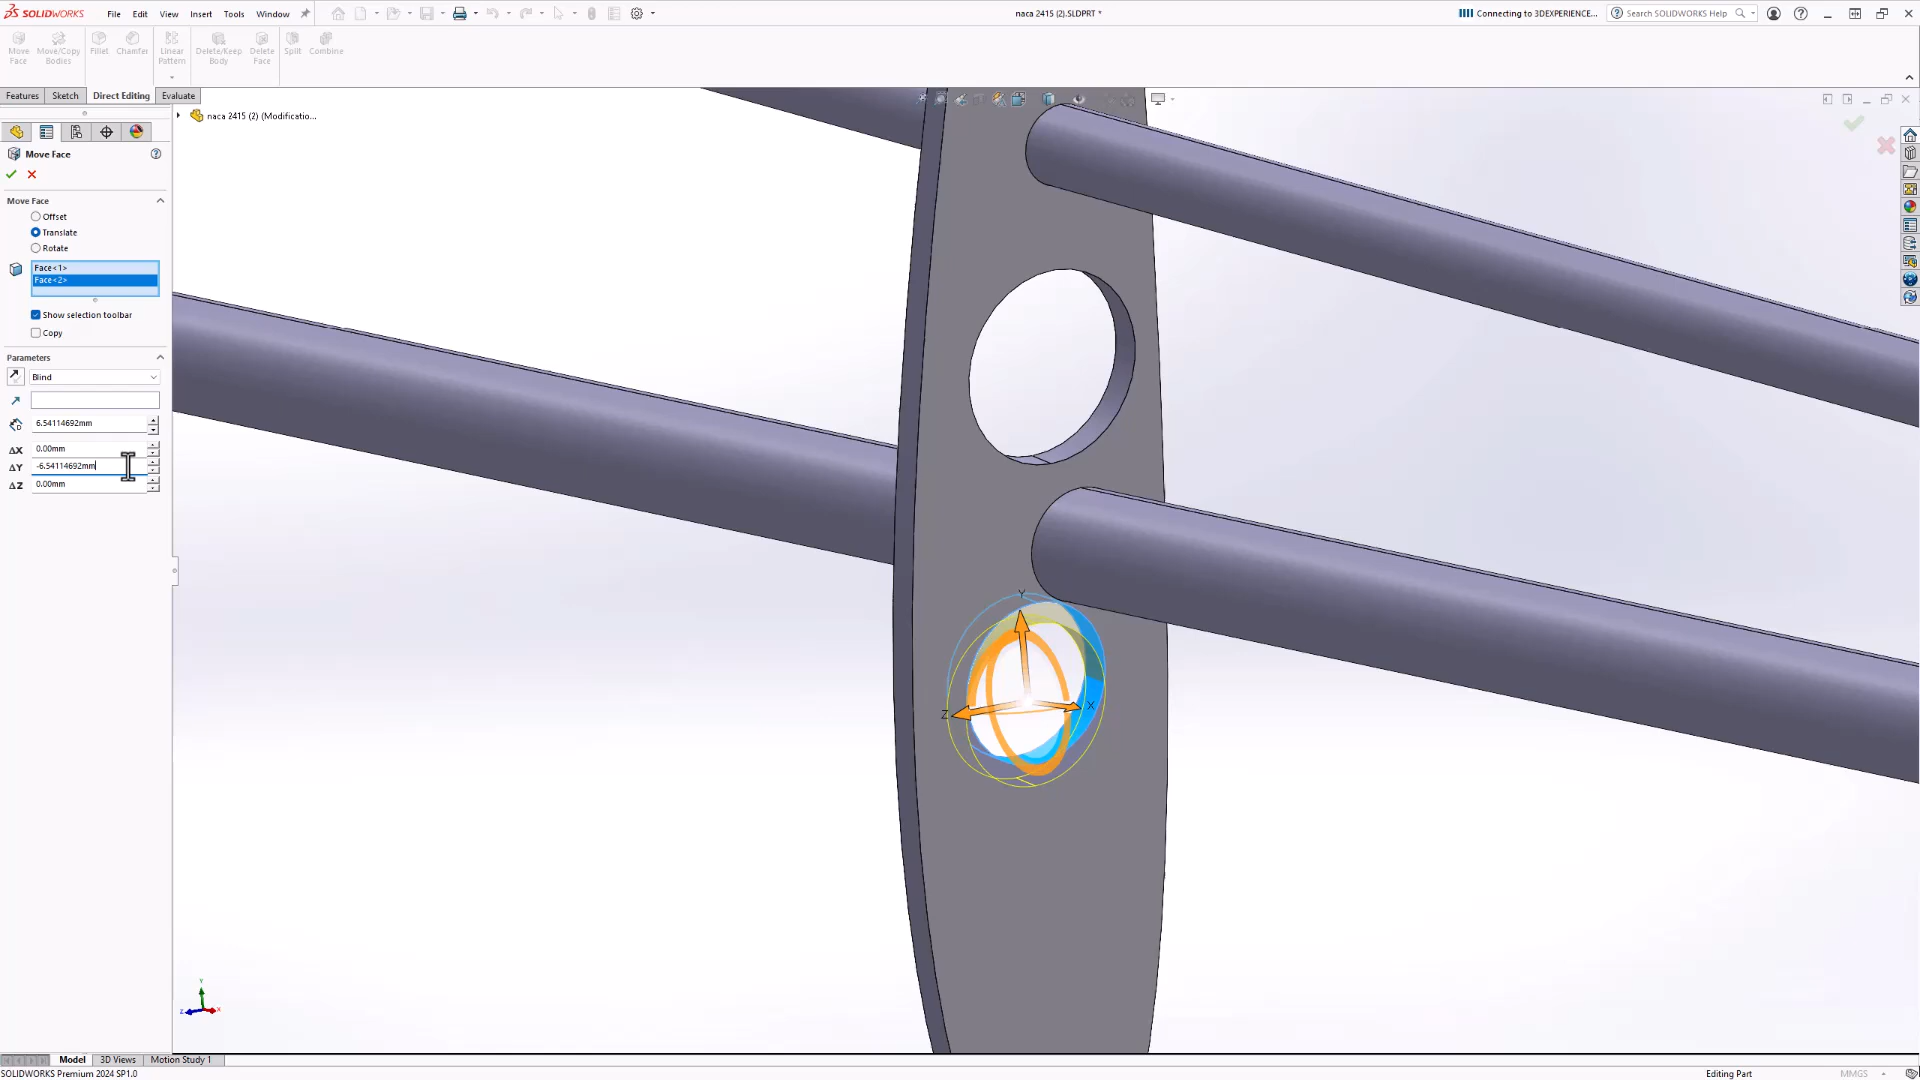 SOLIDWORKS File Edit View Insert Tools Window naca 2415 (2).SLDPRT * Connecting to 3DEXPERIENCE... Search SOLIDWORKS Help
Move Face Move/Copy Bodies Fillet Chamfer Linear Pattern Delete/Keep Body Delete Face Split Combine
Features Sketch Direct Editing Evaluate
naca 2415 (2) (Modificatio...
Move Face
Move Face
Offset
Translate
Rotate
Face<1>
Face<2>
Show selection toolbar
Copy
Parameters
Blind
6.54114692mm
ΔX 0.00mm
ΔY -6.54114692mm
ΔZ 0.00mm
Y
Z X
Y
Z X
Model 3D Views Motion Study 1
SOLIDWORKS Premium 2024 SP1.0 Editing Part MMGS